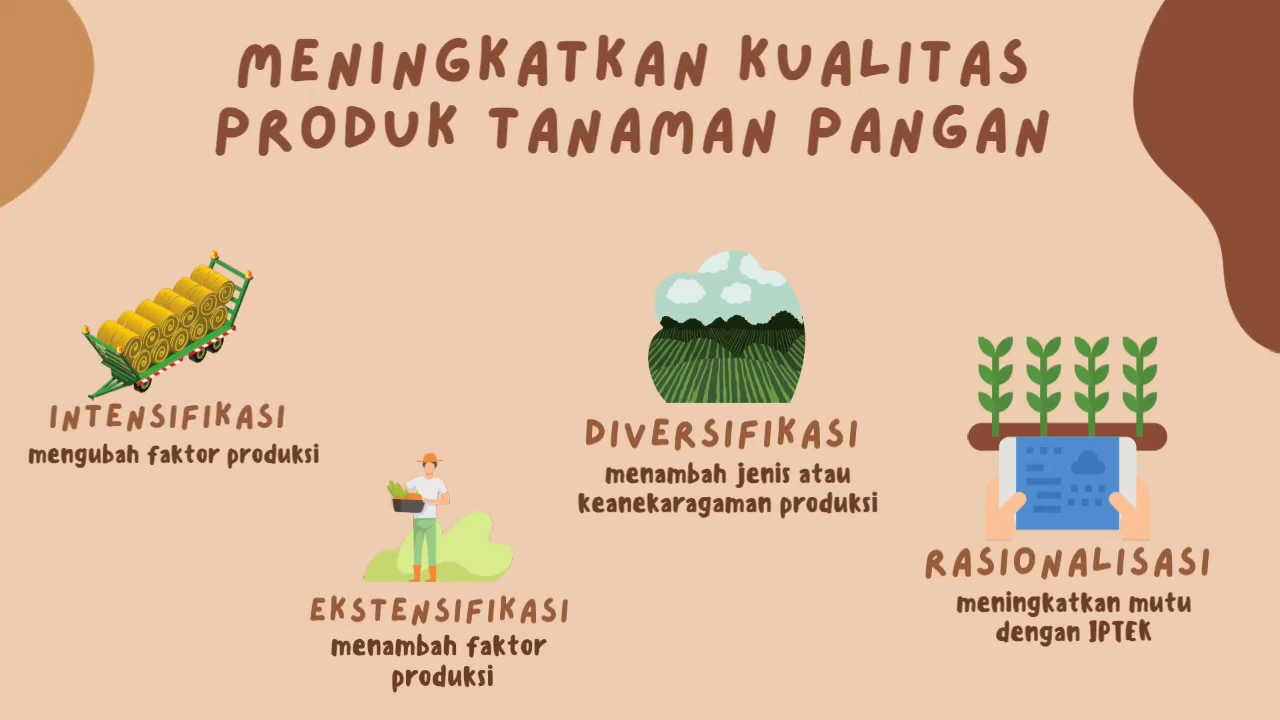 MENINGKATKAN KUALITAS
PRODUK TANAMAN PANGAN
INTENSIFIKASI
mengubah faktor produksi
EKSTENSIFIKASI
menambah faktor
produksi
DIVERSIFIKASI
menambah jenis atau
keanekaragaman produksi
RASIONALISASI
meningkatkan mutu
dengan IPTEK